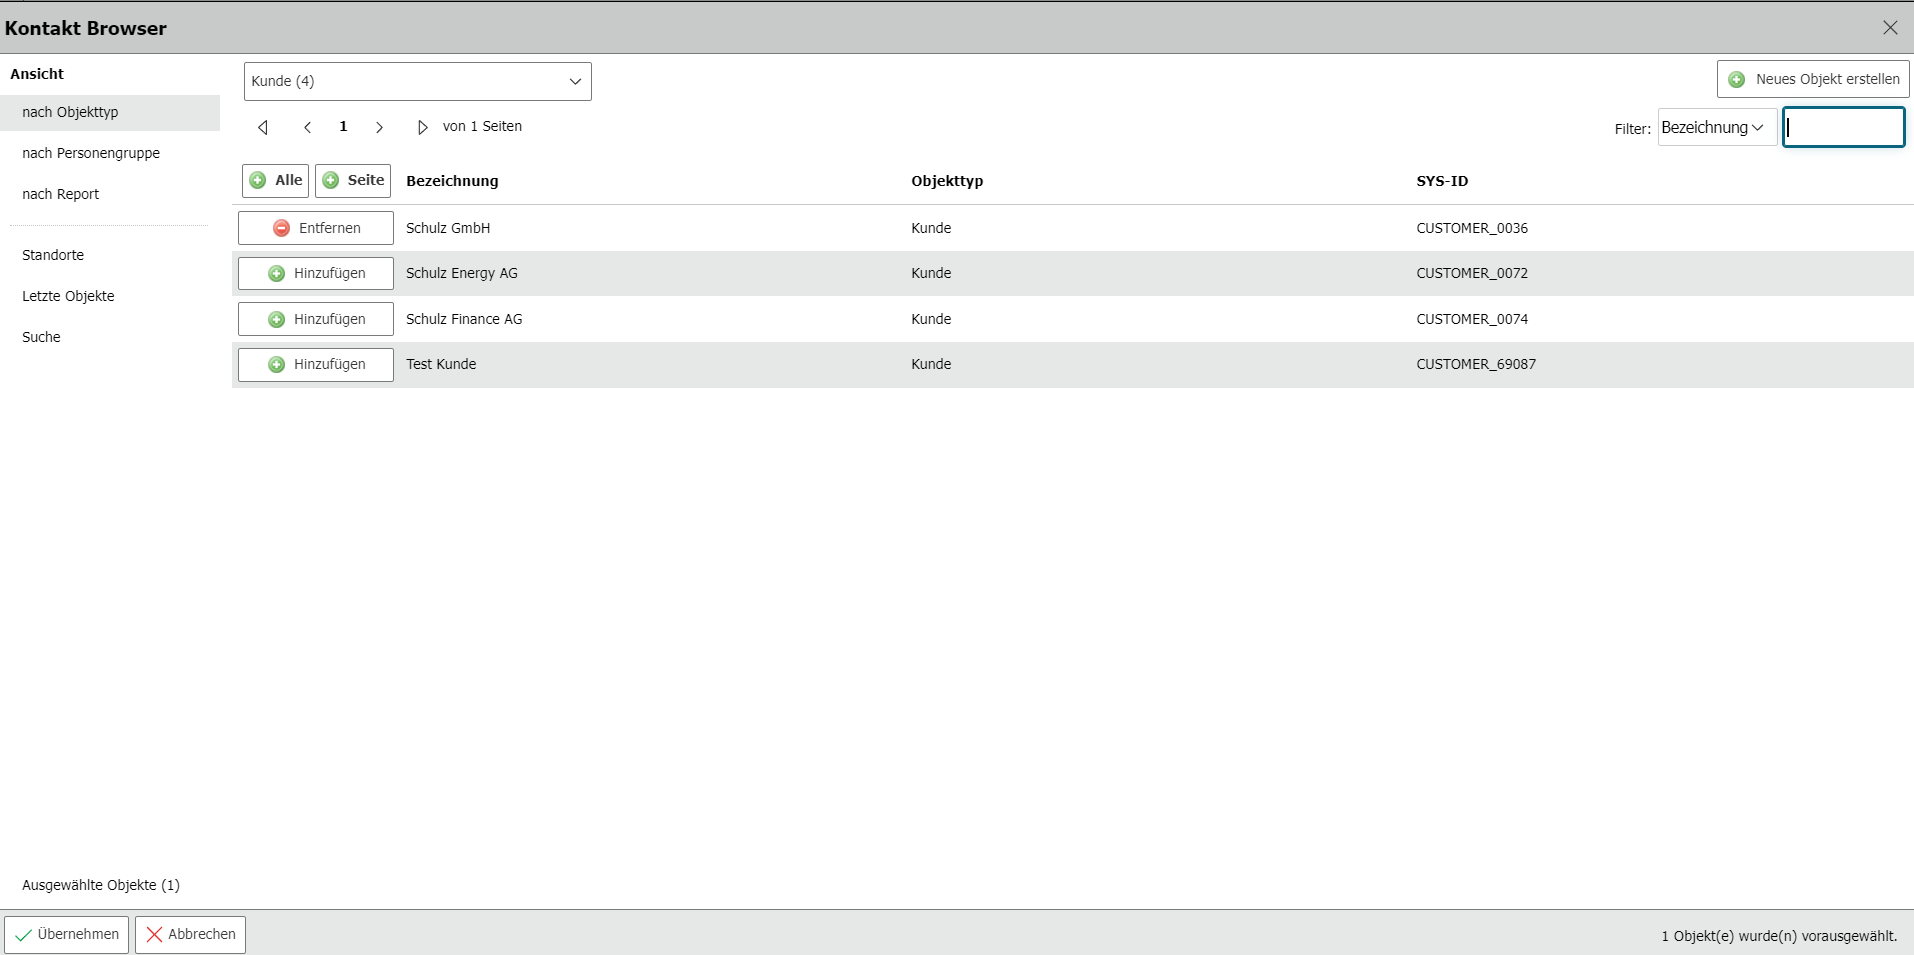 Kontakt Browser
Ansicht
nach Objekttyp
nach Personengruppe
nach Report
Standorte
Letzte Objekte
Suche
Kunde (4)
Neues Objekt erstellen
1 von 1 Seiten
Filter: Bezeichnung
Alle Seite Bezeichnung Objekttyp SYS-ID
Entfernen Schulz GmbH Kunde CUSTOMER_0036
Hinzufügen Schulz Energy AG Kunde CUSTOMER_0072
Hinzufügen Schulz Finance AG Kunde CUSTOMER_0074
Hinzufügen Test Kunde Kunde CUSTOMER_69087
Ausgewählte Objekte (1)
Übernehmen Abbrechen 1 Objekt(e) wurde(n) vorausgewählt.